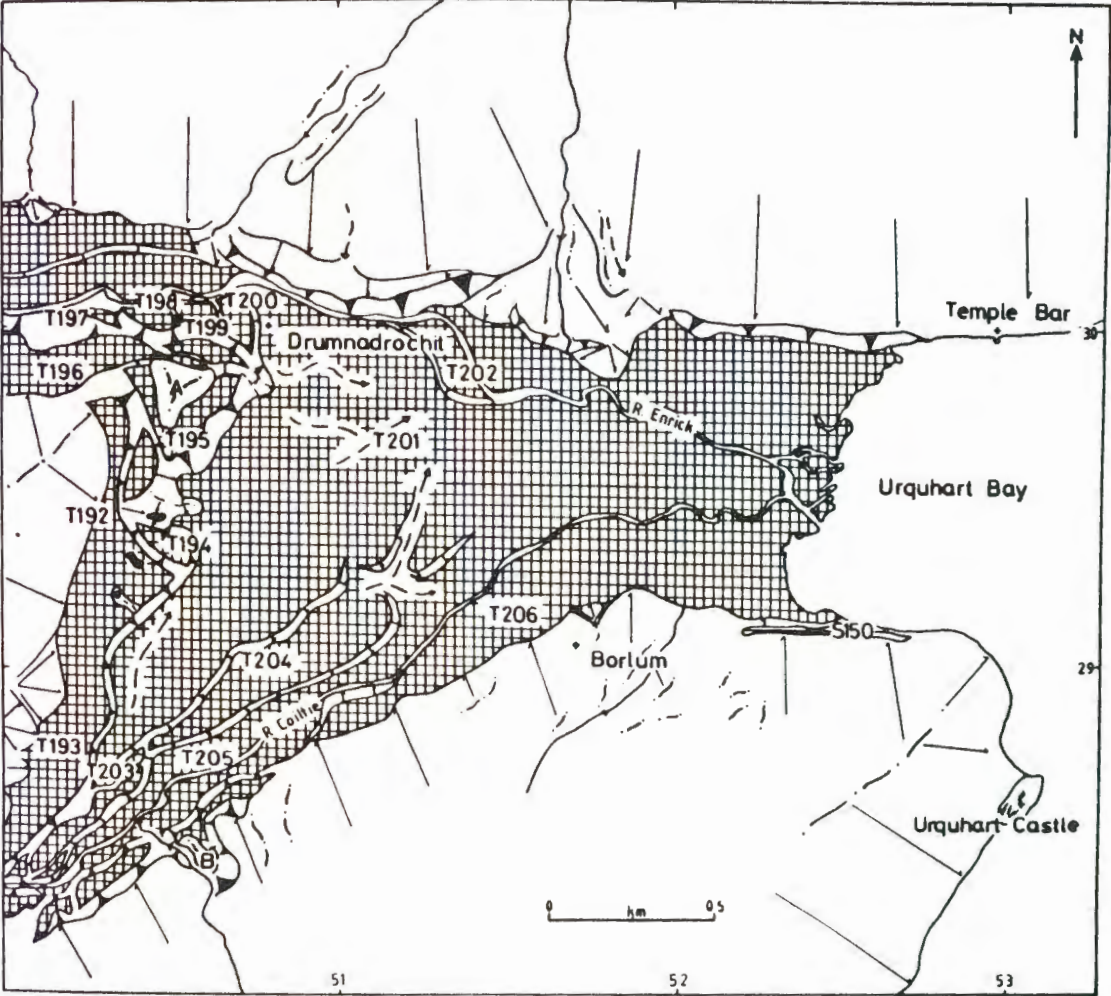 N
Temple Bar
30
T198
T200
T197
T199
Drumnadrochit
T196
A
T202
R. Enrick
T201
T195
Urquhart Bay
T192
T194
T206
S150
Borlum
29
T204
R. Coiltie
T193
T205
T203
Urquhart Castle
B
0 km 0.5
51 52 53